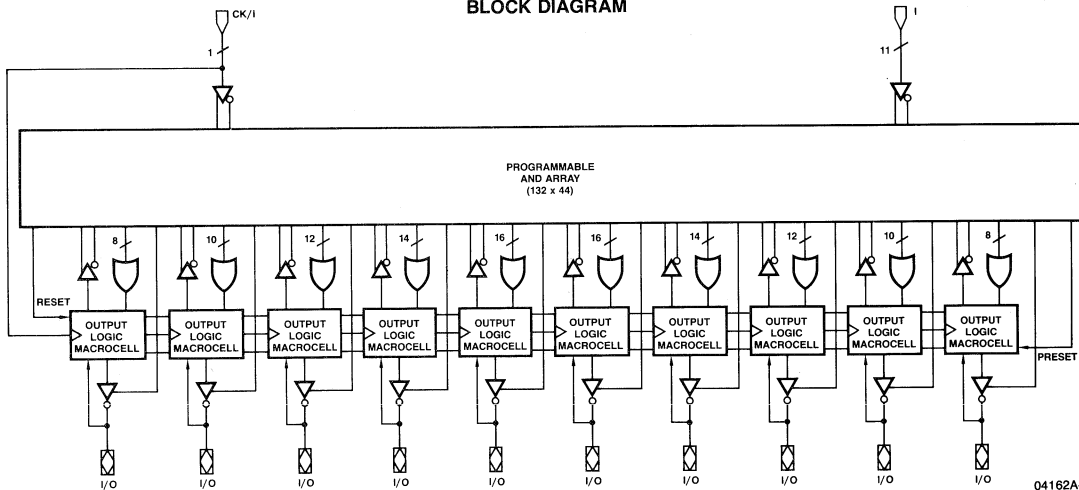 BLOCK DIAGRAM
CK/I
I
1
11
PROGRAMMABLE
AND ARRAY
(132 x 44)
8
10
12
14
16
16
14
12
10
8
RESET
OUTPUT
LOGIC
MACROCELL
OUTPUT
LOGIC
MACROCELL
OUTPUT
LOGIC
MACROCELL
OUTPUT
LOGIC
MACROCELL
OUTPUT
LOGIC
MACROCELL
OUTPUT
LOGIC
MACROCELL
OUTPUT
LOGIC
MACROCELL
OUTPUT
LOGIC
MACROCELL
OUTPUT
LOGIC
MACROCELL
OUTPUT
LOGIC
MACROCELL
PRESET
I/O
I/O
I/O
I/O
I/O
I/O
I/O
I/O
I/O
I/O
04162A